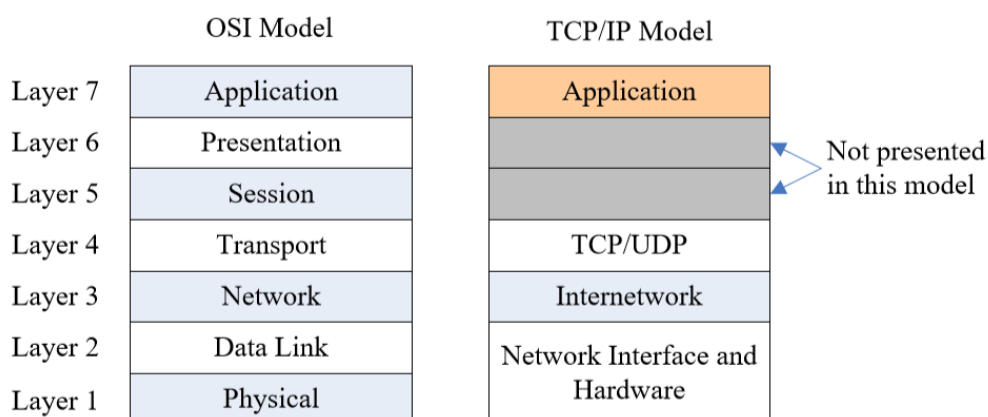 OSI Model
TCP/IP Model
Layer 7
Application
Application
Layer 6
Presentation
Layer 5
Session
Not presented
in this model
Layer 4
Transport
TCP/UDP
Layer 3
Network
Internetwork
Layer 2
Data Link
Network Interface and
Hardware
Layer 1
Physical